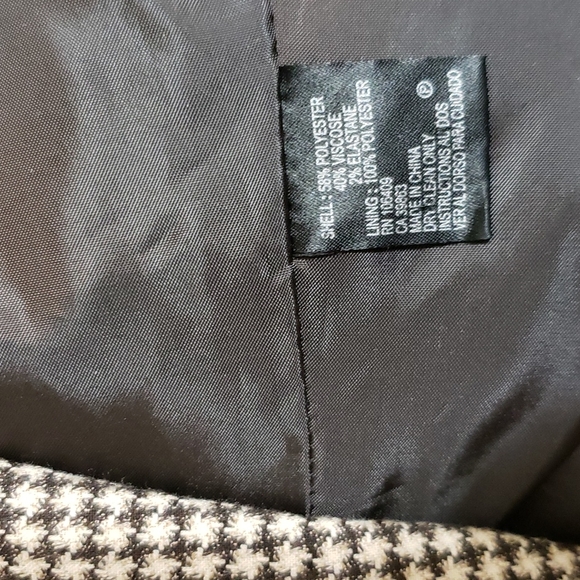 SHELL : 58% POLYESTER
40% VISCOSE
2% ELASTANE
LINING : 100% POLYESTER
RN 106409
CA 39863
MADE IN CHINA
DRY CLEAN ONLY Ⓟ
INSTRUCTIONS AL DOS
VER AL DORSO PARA CUIDADO